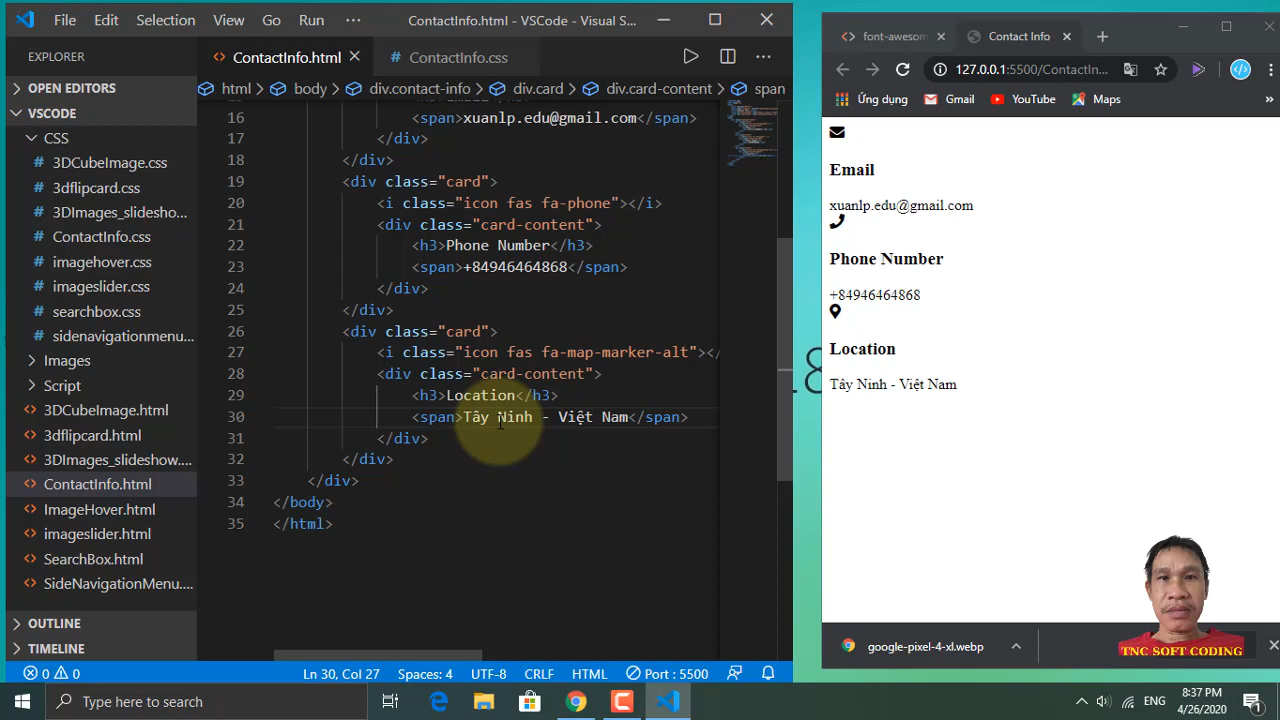 File Edit Selection View Go Run ··· ContactInfo.html - VSCode - Visual S...
EXPLORER
OPEN EDITORS
VSCODE
CSS
3DCubeImage.css
3dflipcard.css
3DImages_slidesho...
ContactInfo.css
imagehover.css
imageslider.css
searchbox.css
sidenavigationmenu...
Images
Script
3DCubeImage.html
3dflipcard.html
3DImages_slideshow....
ContactInfo.html
ImageHover.html
imageslider.html
SearchBox.html
SideNavigationMenu....
OUTLINE
TIMELINE
ContactInfo.html ContactInfo.css
html > body > div.contact-info > div.card > div.card-content > span
16 <span>xuanlp.edu@gmail.com</span>
17 </div>
18 </div>
19 <div class="card">
20 <i class="icon fas fa-phone"></i>
21 <div class="card-content">
22 <h3>Phone Number</h3>
23 <span>+84946464868</span>
24 </div>
25 </div>
26 <div class="card">
27 <i class="icon fas fa-map-marker-alt"></
28 <div class="card-content">
29 <h3>Location</h3>
30 <span>Tây Ninh - Việt Nam</span>
31 </div>
32 </div>
33 </div>
34 </body>
35 </html>
0 0 Ln 30, Col 27 Spaces: 4 UTF-8 CRLF HTML Port : 5500
font-awesom Contact Info
127.0.0.1:5500/ContactIn...
Ứng dụng Gmail YouTube Maps »
Email
xuanlp.edu@gmail.com
Phone Number
+84946464868
Location
Tây Ninh - Việt Nam
TNC SOFT CODING
google-pixel-4-xl.webp
Type here to search
ENG
8:37 PM
4/26/2020
1